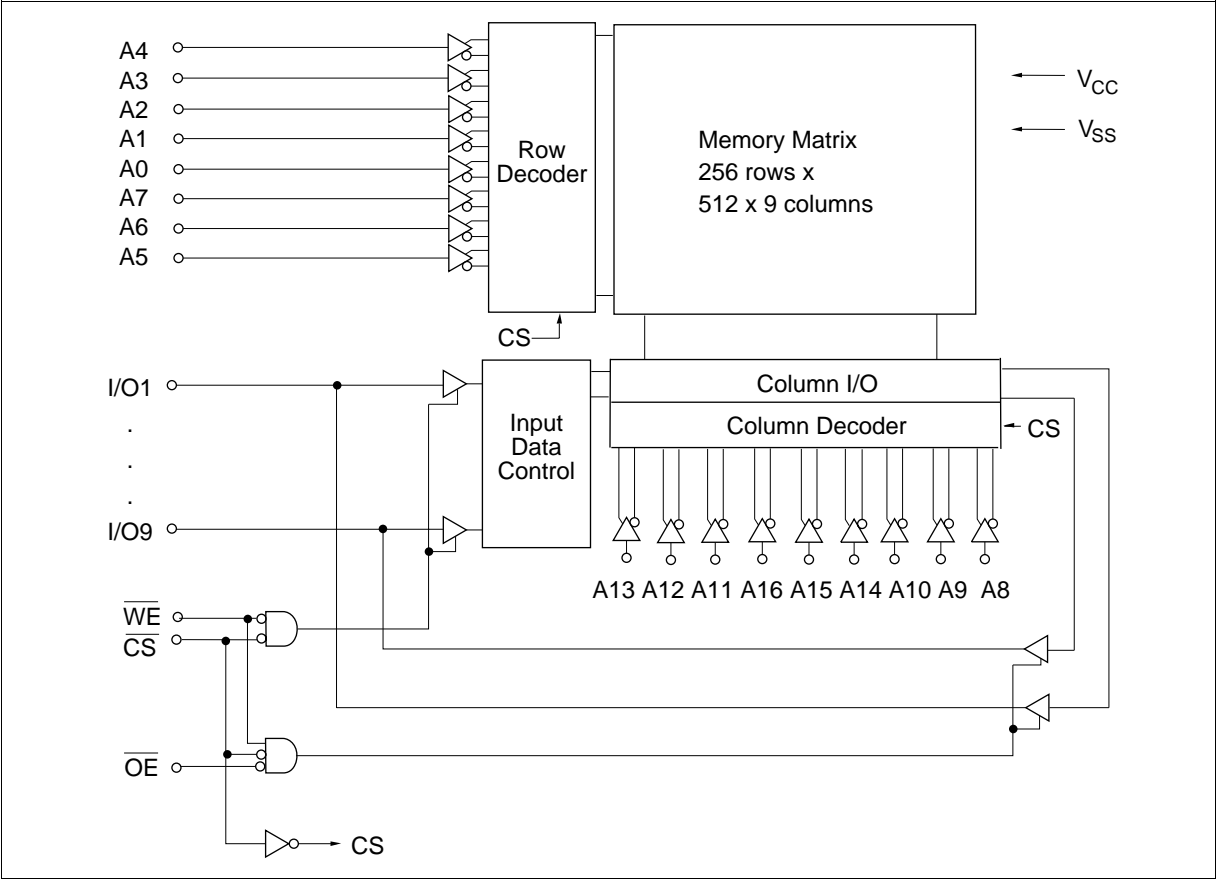 A4
A3
A2
A1
A0
A7
A6
A5
Row
Decoder
Memory Matrix
256 rows x
512 x 9 columns
VCC
VSS
CS
I/O1
.
.
.
I/O9
Input
Data
Control
Column I/O
Column Decoder
CS
A13 A12 A11 A16 A15 A14 A10 A9 A8
WE
CS
OE
CS